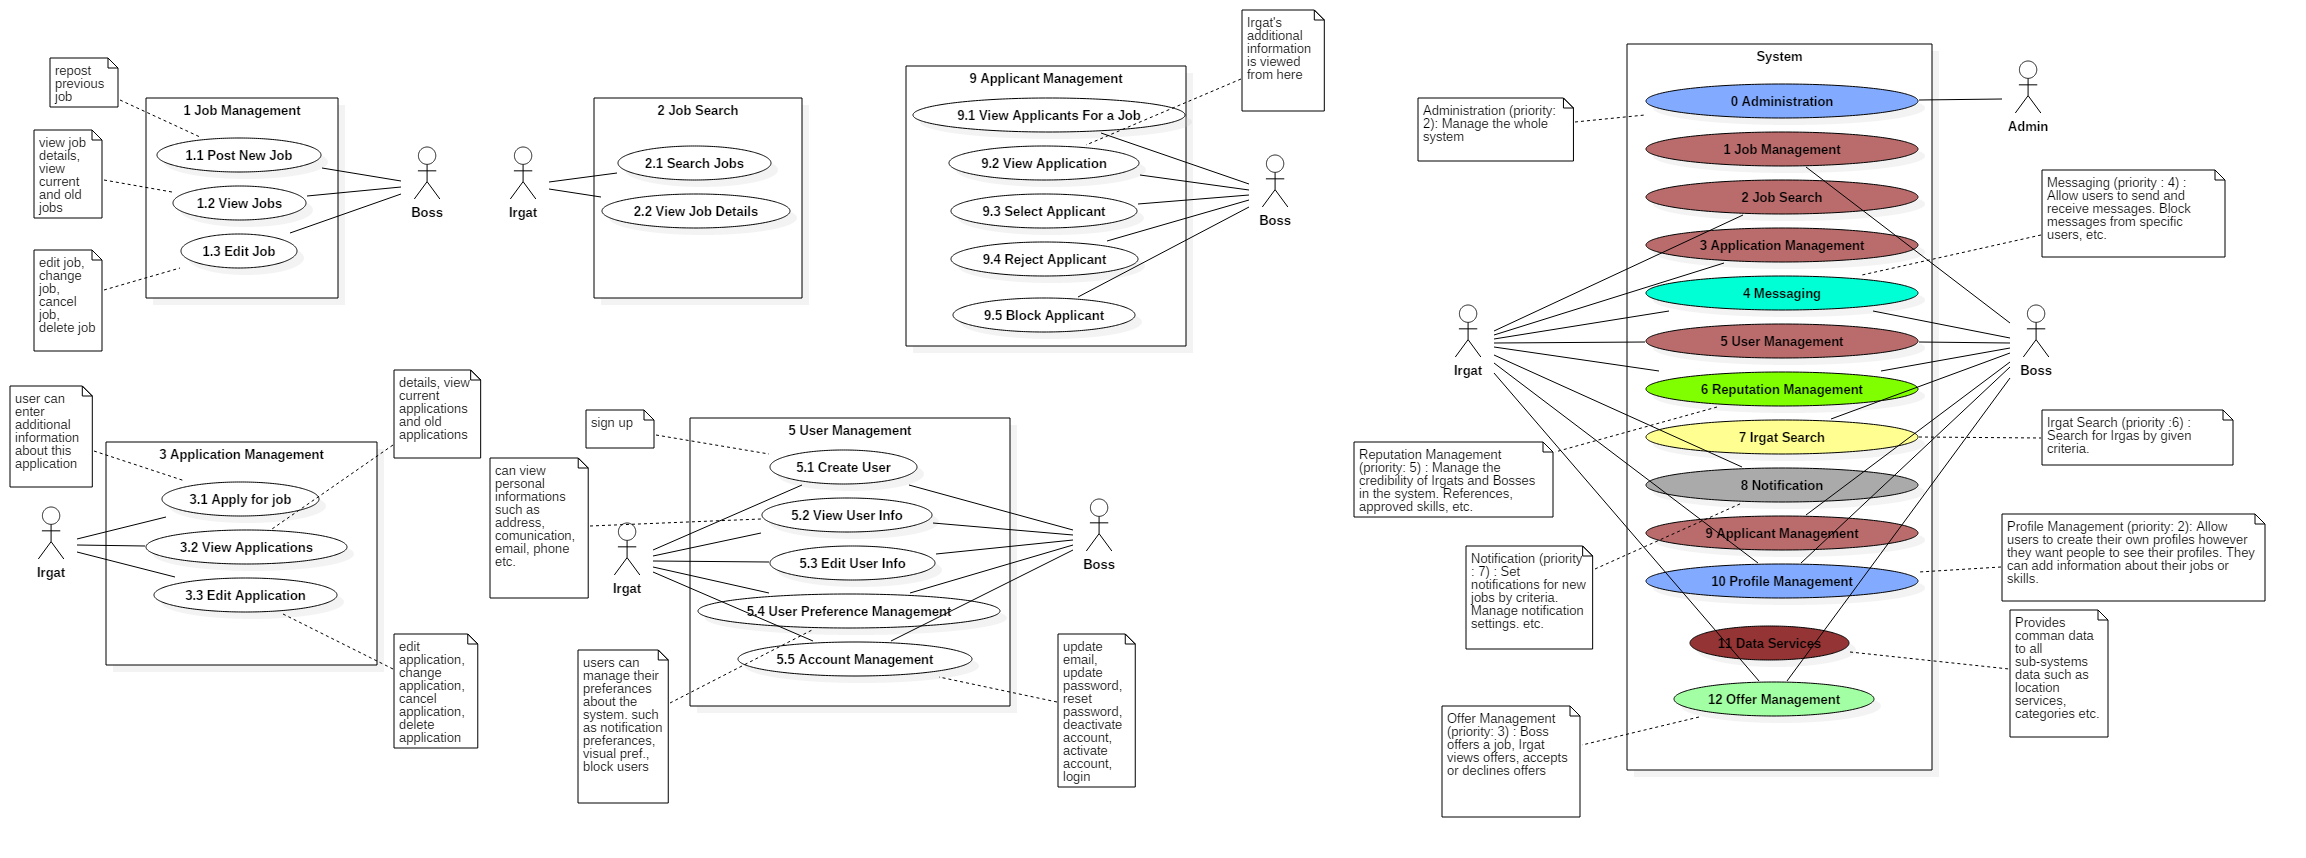 repost
previous
job
1 Job Management
1.1 Post New Job
view job
details,
view
current
and old
jobs
1.2 View Jobs
1.3 Edit Job
edit job,
change
job,
cancel
job,
delete job
Boss
Irgat
2 Job Search
2.1 Search Jobs
2.2 View Job Details
9 Applicant Management
9.1 View Applicants For a Job
9.2 View Application
9.3 Select Applicant
9.4 Reject Applicant
9.5 Block Applicant
Irgat's
additional
information
is viewed
from here
Boss
user can
enter
additional
information
about this
application
3 Application Management
3.1 Apply for job
3.2 View Applications
3.3 Edit Application
Irgat
details, view
current
applications
and old
applications
edit
application,
change
application,
cancel
application,
delete
application
sign up
can view
personal
informations
such as
address,
comunication,
email, phone
etc.
Irgat
5 User Management
5.1 Create User
5.2 View User Info
5.3 Edit User Info
5.4 User Preference Management
5.5 Account Management
Boss
users can
manage their
preferances
about the
system. such
as notification
preferances,
visual pref.,
block users
update
email,
update
password,
reset
password,
deactivate
account,
activate
account,
login
System
0 Administration
1 Job Management
2 Job Search
3 Application Management
4 Messaging
5 User Management
6 Reputation Management
7 Irgat Search
8 Notification
9 Applicant Management
10 Profile Management
11 Data Services
12 Offer Management
Admin
Administration (priority:
2): Manage the whole
system
Messaging (priority : 4) :
Allow users to send and
receive messages. Block
messages from specific
users, etc.
Irgat
Boss
Reputation Management
(priority: 5) : Manage the
credibility of Irgats and Bosses
in the system. References,
approved skills, etc.
Irgat Search (priority :6) :
Search for Irgas by given
criteria.
Notification (priority
: 7) : Set
notifications for new
jobs by criteria.
Manage notification
settings. etc.
Profile Management (priority: 2): Allow
users to create their own profiles however
they want people to see their profiles. They
can add information about their jobs or
skills.
Provides
comman data
to all
sub-systems
data such as
location
services,
categories etc.
Offer Management
(priority: 3) : Boss
offers a job, Irgat
views offers, accepts
or declines offers